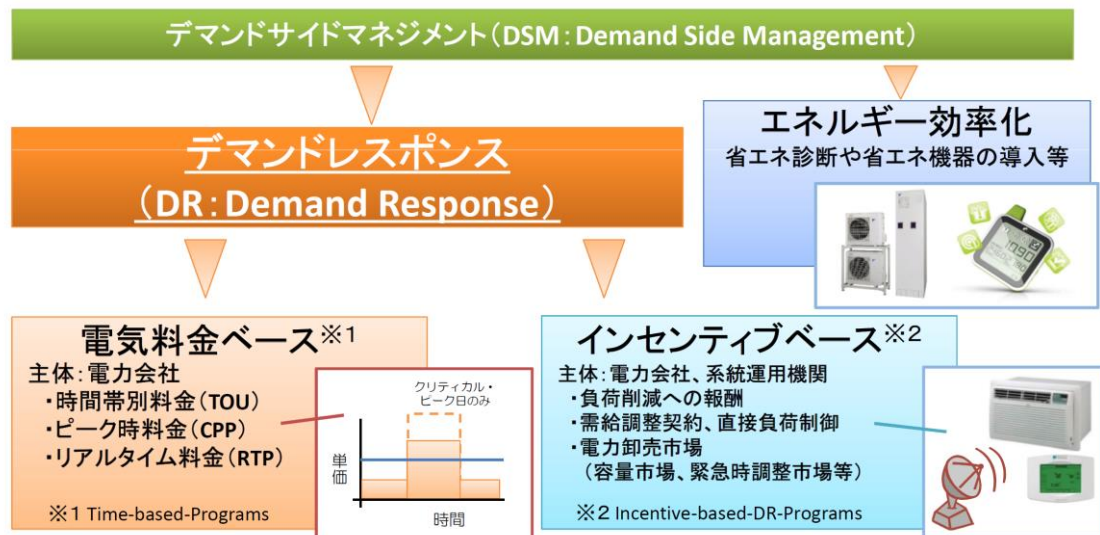 デマンドサイドマネジメント(DSM:Demand Side Management)
デマンドレスポンス
(DR:Demand Response)
エネルギー効率化
省エネ診断や省エネ機器の導入等
電気料金ベース※1
主体:電力会社
・時間帯別料金(TOU)
・ピーク時料金(CPP)
・リアルタイム料金(RTP)
※1 Time-based-Programs
クリティカル・
ピーク日のみ
単価
時間
インセンティブベース※2
主体:電力会社、系統運用機関
・負荷削減への報酬
・需給調整契約、直接負荷制御
・電力卸売市場
(容量市場、緊急時調整市場等)
※2 Incentive-based-DR-Programs